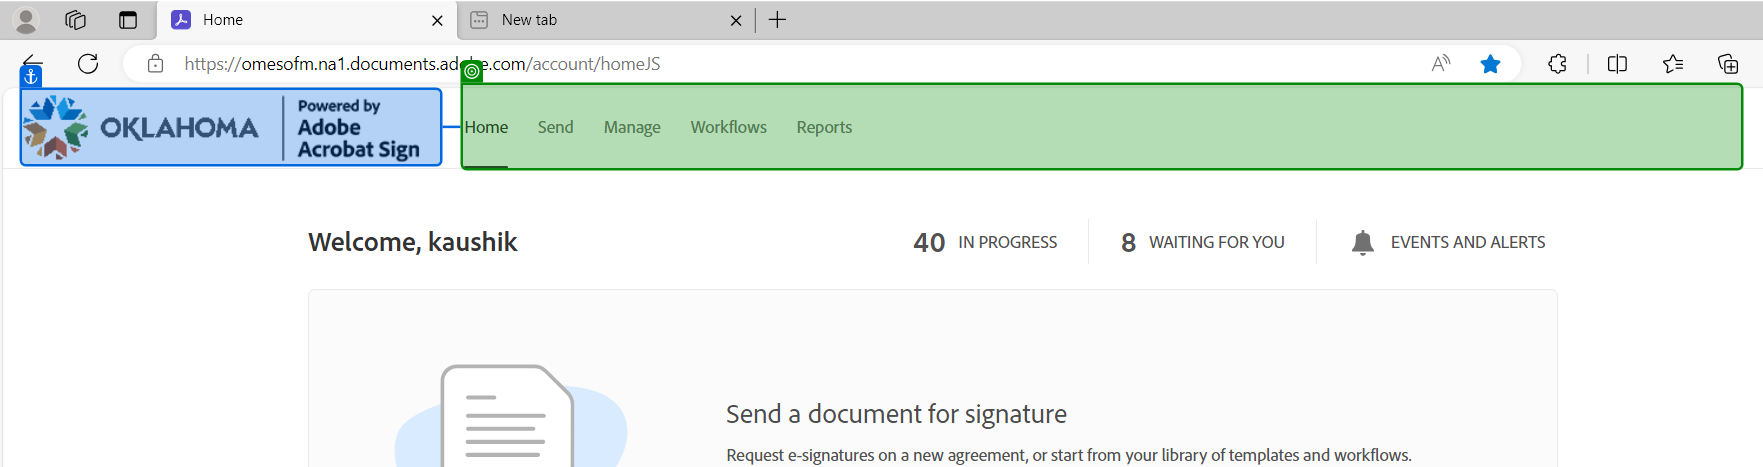 Home
New tab
https://omesofm.na1.documents.adobe.com/account/homeJS
OKLAHOMA
Powered by
Adobe
Acrobat Sign
Home Send Manage Workflows Reports
Welcome, kaushik
40 IN PROGRESS 8 WAITING FOR YOU EVENTS AND ALERTS
Send a document for signature
Request e-signatures on a new agreement, or start from your library of templates and workflows.